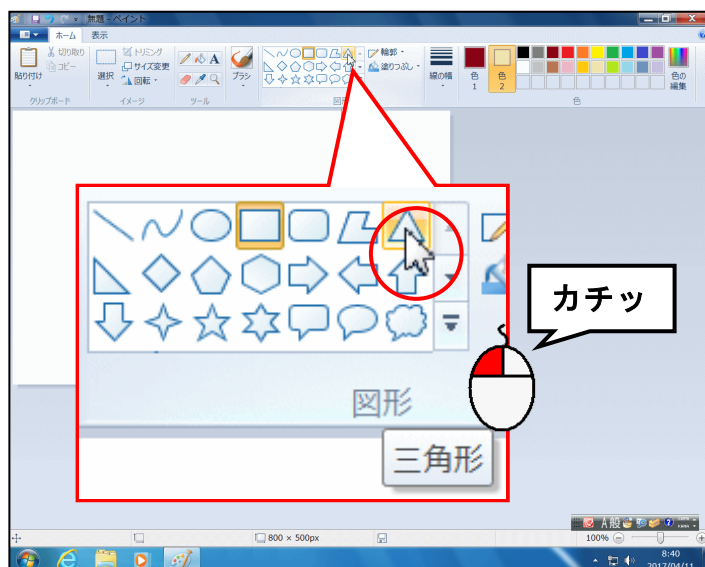 無題 - ペイント
ホーム 表示
貼り付け
切り取り
コピー
クリップボード
選択
トリミング
サイズ変更
回転
イメージ
A
ツール
ブラシ
輪郭
塗りつぶし
図形
線の幅
色
1
色
2
色の
編集
色
図形
三角形
カチッ
800 × 500px
100%
A 般
8:40
2017/04/11